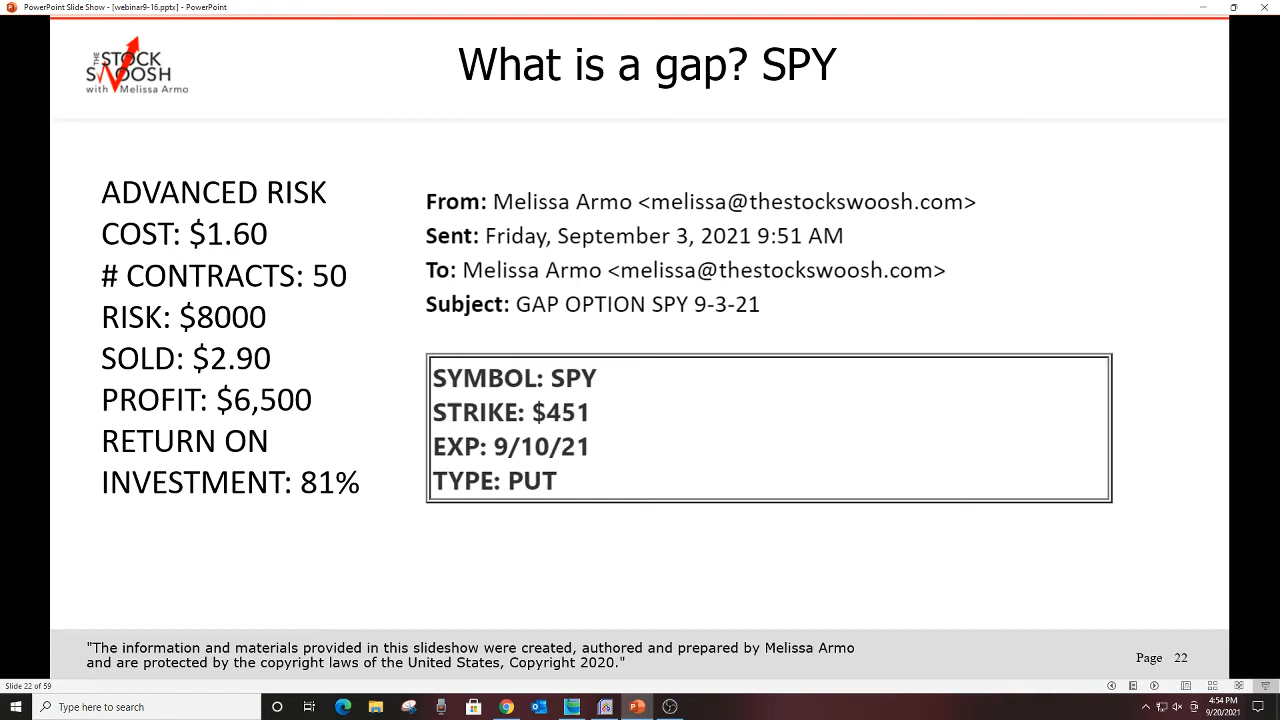 PowerPoint Slide Show - [webinar9-16.pptx] - PowerPoint
THE
STOCK
SWOOSH
with Melissa Armo
What is a gap? SPY
ADVANCED RISK
COST: $1.60
# CONTRACTS: 50
RISK: $8000
SOLD: $2.90
PROFIT: $6,500
RETURN ON
INVESTMENT: 81%
From: Melissa Armo <melissa@thestockswoosh.com>
Sent: Friday, September 3, 2021 9:51 AM
To: Melissa Armo <melissa@thestockswoosh.com>
Subject: GAP OPTION SPY 9-3-21
SYMBOL: SPY
STRIKE: $451
EXP: 9/10/21
TYPE: PUT
"The information and materials provided in this slideshow were created, authored and prepared by Melissa Armo
and are protected by the copyright laws of the United States, Copyright 2020."
Page 22
Slide 22 of 59
Type here to search
4:54 PM
9/20/2021